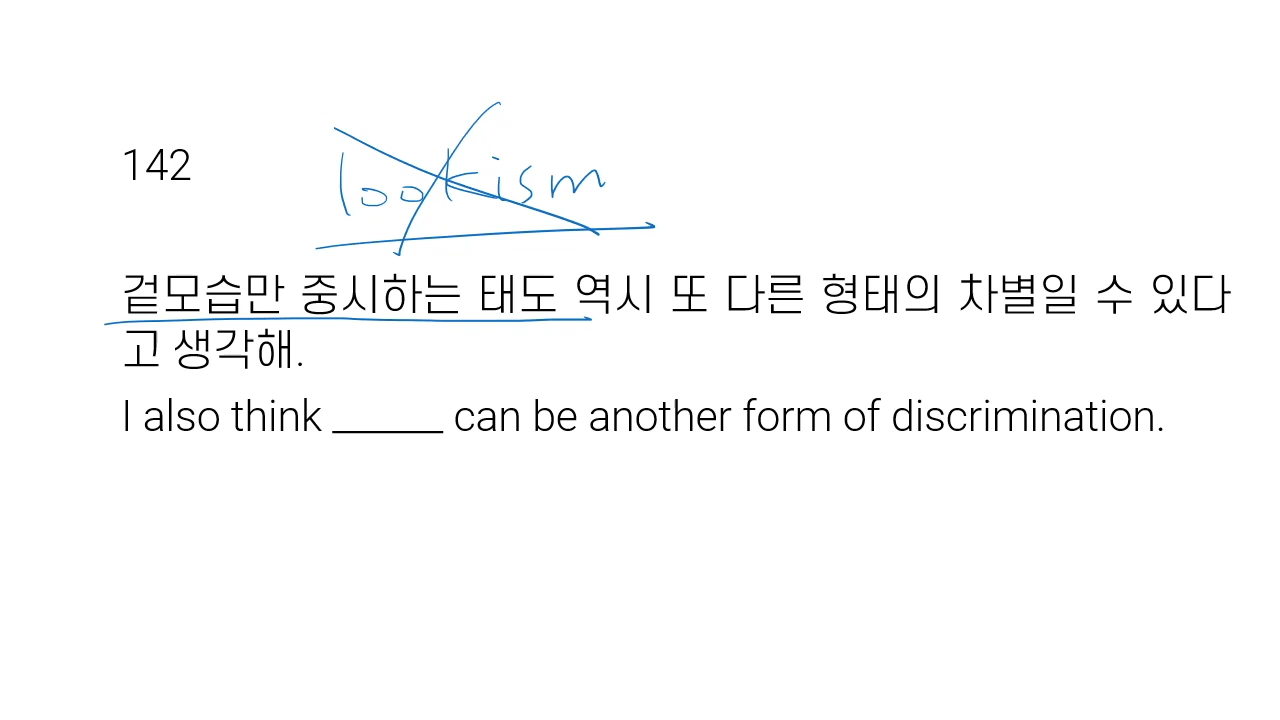 142
lookism
겉모습만 중시하는 태도 역시 또 다른 형태의 차별일 수 있다
고 생각해.
I also think ______ can be another form of discrimination.